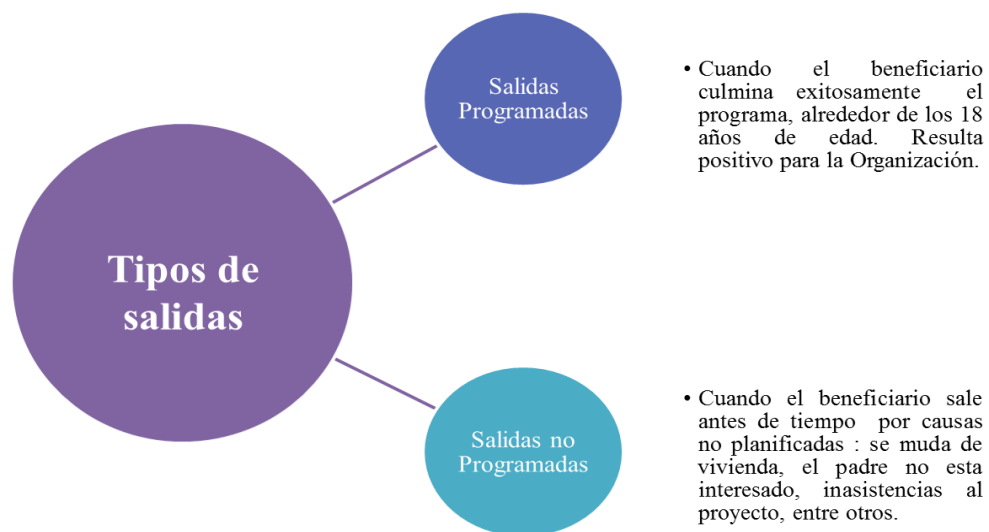 Tipos de
salidas
Salidas
Programadas
• Cuando el beneficiario
culmina exitosamente el
programa, alrededor de los 18
años de edad. Resulta
positivo para la Organización.
Salidas no
Programadas
• Cuando el beneficiario sale
antes de tiempo por causas
no planificadas : se muda de
vivienda, el padre no esta
interesado, inasistencias al
proyecto, entre otros.